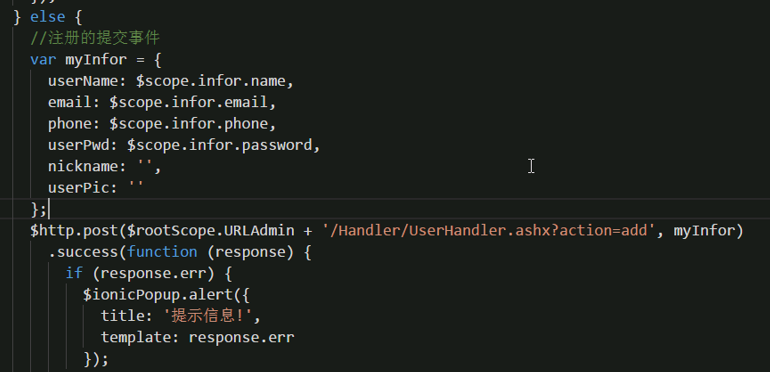 });
} else {
//注册的提交事件
var myInfor = {
userName: $scope.infor.name,
email: $scope.infor.email,
phone: $scope.infor.phone,
userPwd: $scope.infor.password,
nickname: '',
userPic: ''
};
$http.post($rootScope.URLAdmin + '/Handler/UserHandler.ashx?action=add', myInfor)
.success(function (response) {
if (response.err) {
$ionicPopup.alert({
title: '提示信息!',
template: response.err
});